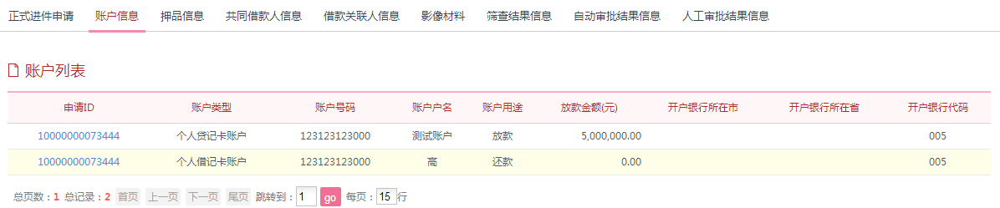 正式进件申请 账户信息 押品信息 共同借款人信息 借款关联人信息 影像材料 筛查结果信息 自动审批结果信息 人工审批结果信息
账户列表
申请ID 账户类型 账户号码 账户户名 账户用途 放款金额(元) 开户银行所在市 开户银行所在省 开户银行代码
10000000073444 个人贷记卡账户 123123123000 测试账户 放款 5,000,000.00 005
10000000073444 个人借记卡账户 123123123000 高 还款 0.00 005
总页数：1 总记录：2 首页 上一页 下一页 尾页 跳转到：1 go 每页：15行